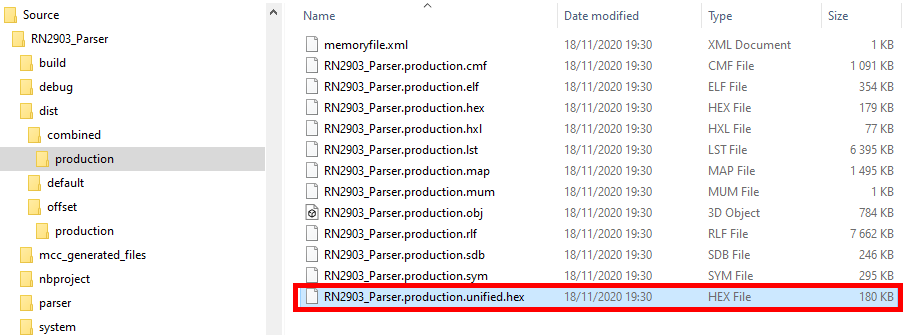 Source
RN2903_Parser
build
debug
dist
combined
production
default
offset
production
mcc_generated_files
nbproject
parser
system
Name Date modified Type Size
memoryfile.xml 18/11/2020 19:30 XML Document 1 KB
RN2903_Parser.production.cmf 18/11/2020 19:30 CMF File 1 091 KB
RN2903_Parser.production.elf 18/11/2020 19:30 ELF File 354 KB
RN2903_Parser.production.hex 18/11/2020 19:30 HEX File 179 KB
RN2903_Parser.production.hxl 18/11/2020 19:30 HXL File 77 KB
RN2903_Parser.production.lst 18/11/2020 19:30 LST File 6 395 KB
RN2903_Parser.production.map 18/11/2020 19:30 MAP File 1 495 KB
RN2903_Parser.production.mum 18/11/2020 19:30 MUM File 1 KB
RN2903_Parser.production.obj 18/11/2020 19:30 3D Object 784 KB
RN2903_Parser.production.rlf 18/11/2020 19:30 RLF File 7 662 KB
RN2903_Parser.production.sdb 18/11/2020 19:30 SDB File 246 KB
RN2903_Parser.production.sym 18/11/2020 19:30 SYM File 295 KB
RN2903_Parser.production.unified.hex 18/11/2020 19:30 HEX File 180 KB